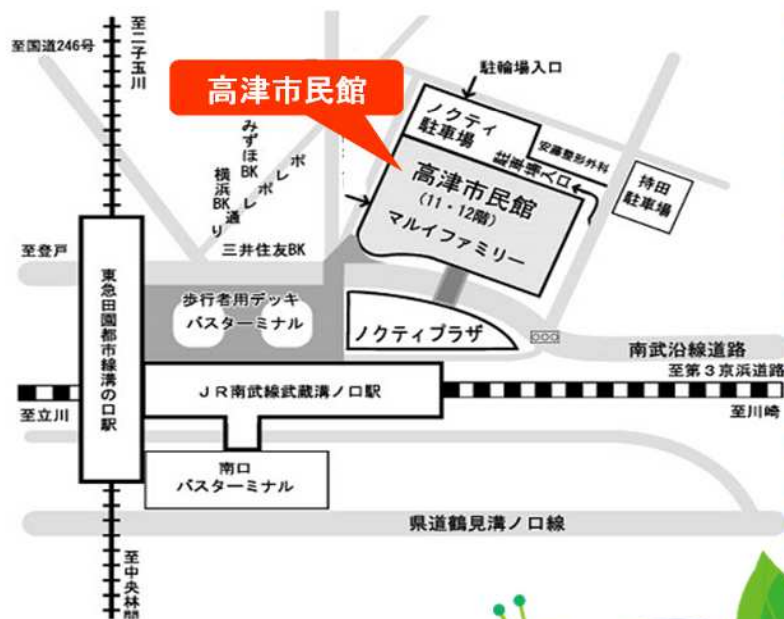 至二子玉川
至国道246号
高津市民館
駐輪場入口
ノクティ
駐車場
みずほBK
ポレポレ通り
横浜BK
安藤整形外科
駐車場入口
持田
駐車場
高津市民館
(11・12階)
マルイファミリー
三井住友BK
至登戸
東急田園都市線溝の口駅
歩行者用デッキ
バスターミナル
ノクティプラザ
南武沿線道路
至第3京浜道路
JR南武線武蔵溝ノ口駅
至立川
至川崎
南口
バスターミナル
県道鶴見溝ノ口線
至中央林間